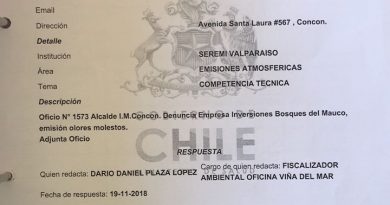 Email
Dirección Avenida Santa Laura #567 , Concon.
Detalle
Institución SEREMI VALPARAISO
Área EMISIONES ATMOSFERICAS
Tema COMPETENCIA TECNICA
Descripción
Oficio N° 1573 Alcalde I.M.Concon. Denuncia Empresa Inversiones Bosques del Mauco,
emisión olores molestos.
Adjunta Oficio
CHILE
RESPUESTA
Quien redacta: DARIO DANIEL PLAZA LOPEZ Cargo de quien redacta: FISCALIZADOR
AMBIENTAL OFICINA VIÑA DEL MAR
Fecha de respuesta: 19-11-2018